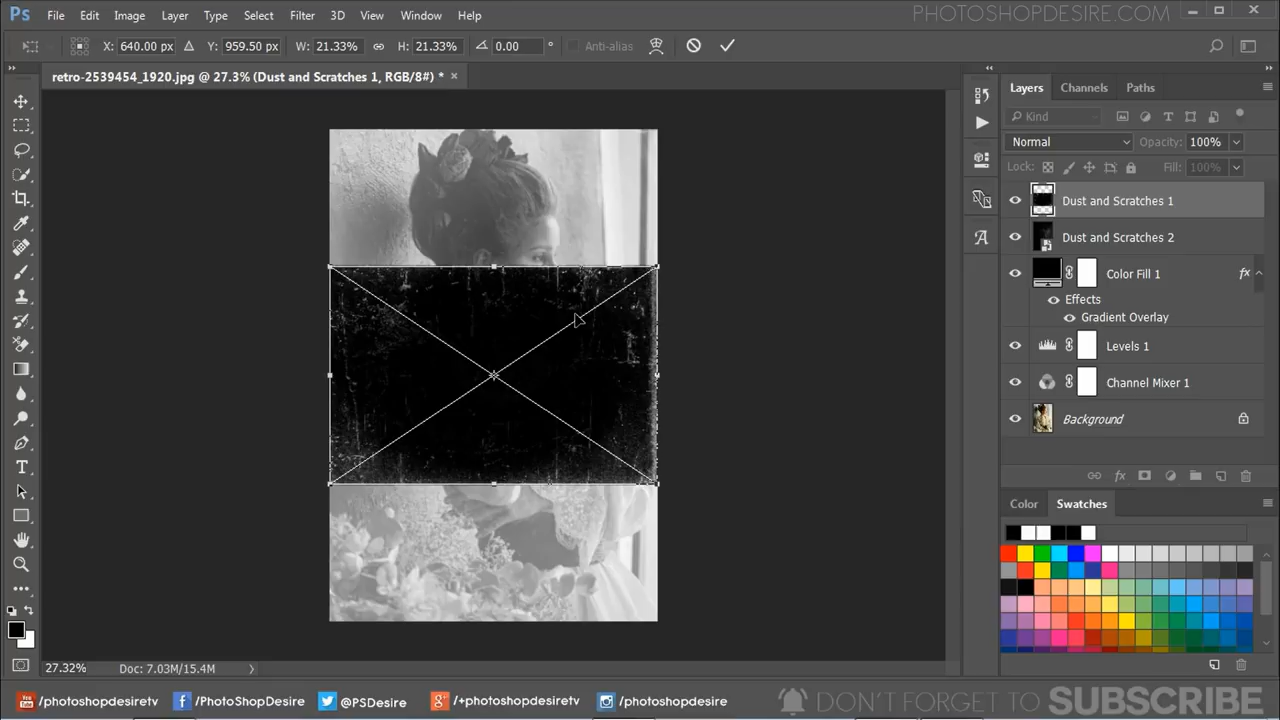 Ps File Edit Image Layer Type Select Filter 3D View Window Help
PHOTOSHOPDESIRE.COM
X: 640.00 px Y: 959.50 px W: 21.33% H: 21.33% 0.00 ° Anti-alias
retro-2539454_1920.jpg @ 27.3% (Dust and Scratches 1, RGB/8#) * ×
Layers Channels Paths
Kind
Normal Opacity: 100%
Lock: Fill: 100%
Dust and Scratches 1
Dust and Scratches 2
Color Fill 1 fx
Effects
Gradient Overlay
Levels 1
Channel Mixer 1
Background
fx
Color Swatches
27.32% Doc: 7.03M/15.4M
You Tube /photoshopdesiretv /PhotoShopDesire @PSDesire /+photoshopdesiretv /photoshopdesire DON'T FORGET TO SUBSCRIBE